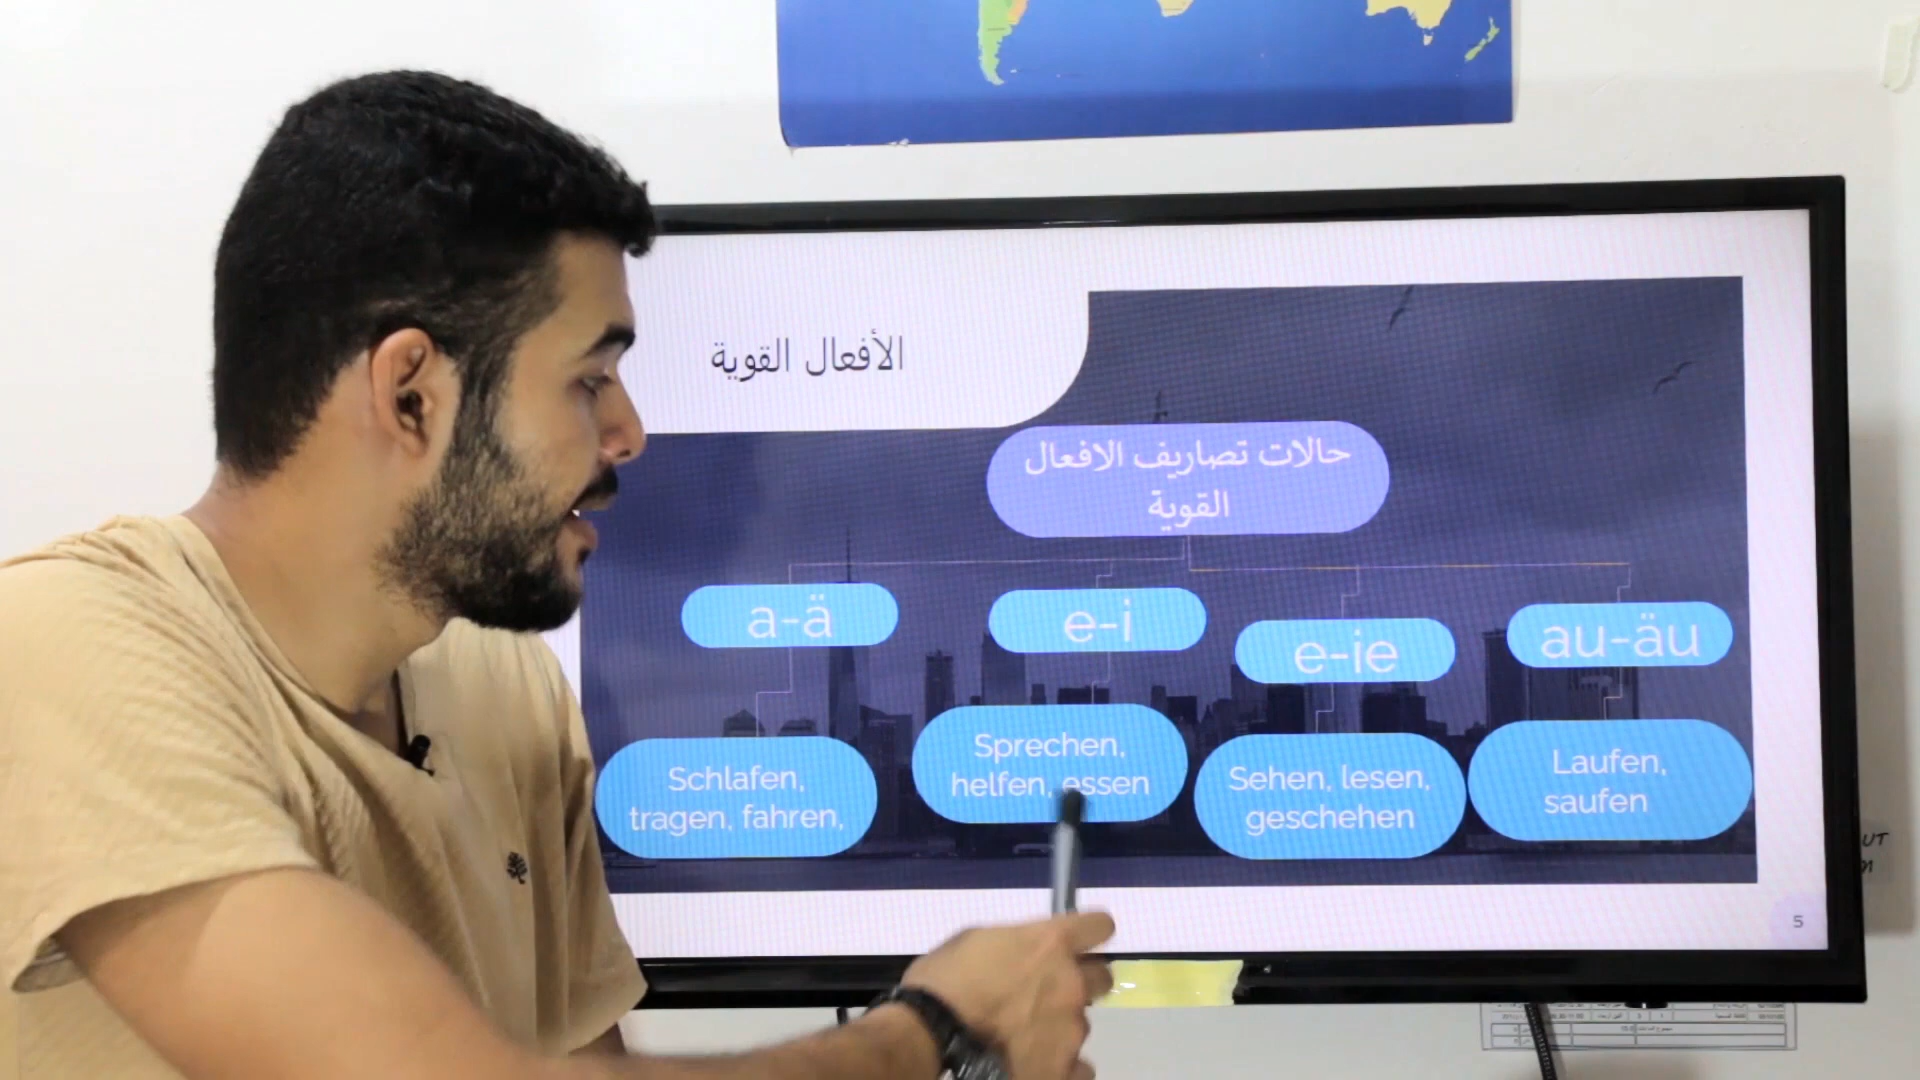 الأفعال القوية
حالات تصاريف الافعال
القوية
a-ä
e-i
e-ie
au-äu
Schlafen,
tragen, fahren,
Sprechen,
helfen, essen
Sehen, lesen,
geschehen
Laufen,
saufen
5
UT